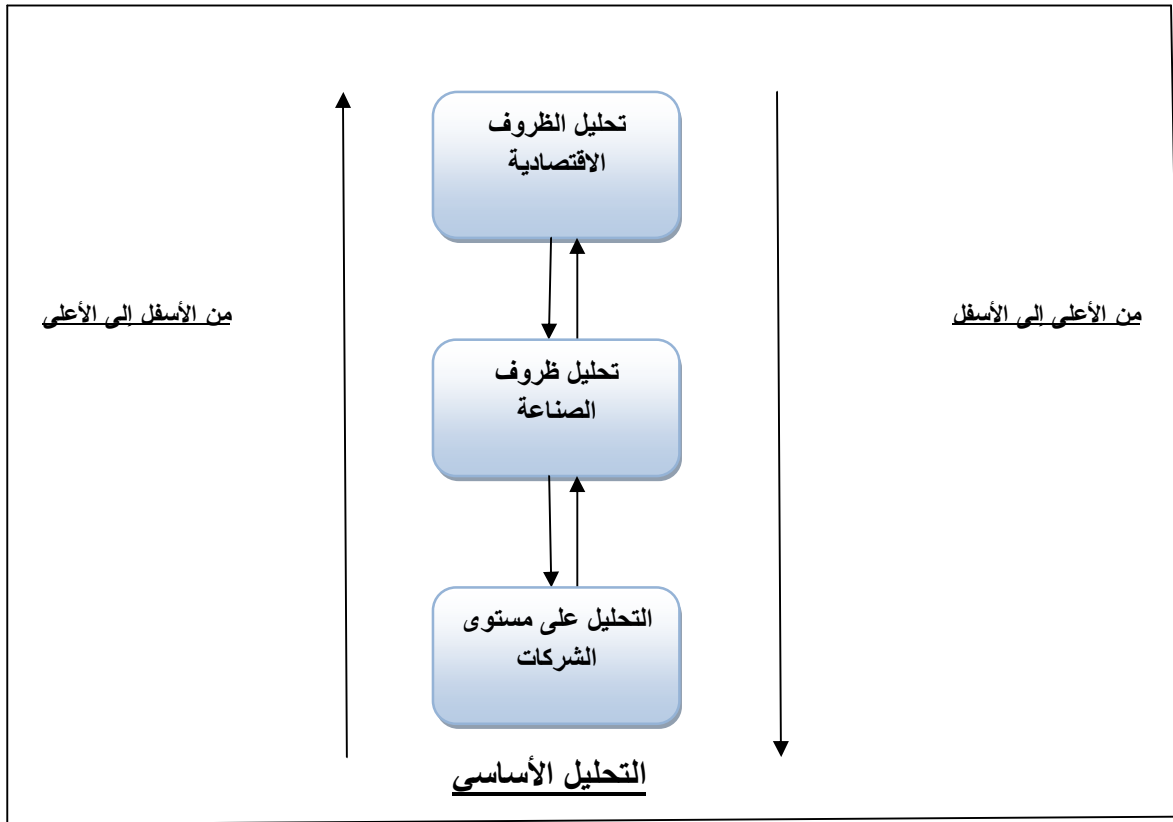 تحليل الظروف
الاقتصادية
من الأعلى إلى الأسفل
من الأسفل إلى الأعلى
تحليل ظروف
الصناعة
التحليل على مستوى
الشركات
التحليل الأساسي